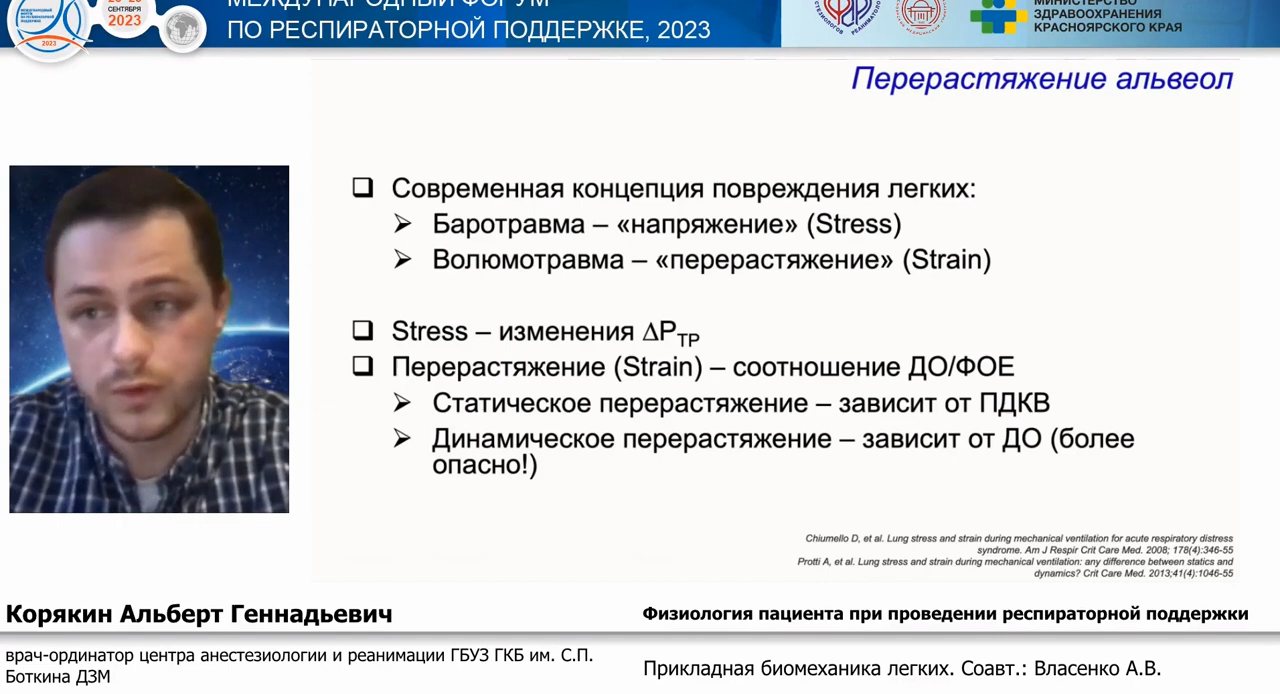 МЕЖДУНАРОДНЫЙ ФОРУМ
ПО РЕСПИРАТОРНОЙ ПОДДЕРЖКЕ, 2023
СЕНТЯБРЯ
2023
2023
МИНИСТЕРСТВО
ЗДРАВООХРАНЕНИЯ
КРАСНОЯРСКОГО КРАЯ
Перерастяжение альвеол
❑ Современная концепция повреждения легких:
➢ Баротравма – «напряжение» (Stress)
➢ Волюмотравма – «перерастяжение» (Strain)
❑ Stress – изменения ΔPТР
❑ Перерастяжение (Strain) – соотношение ДО/ФОЕ
➢ Статическое перерастяжение – зависит от ПДКВ
➢ Динамическое перерастяжение – зависит от ДО (более
опасно!)
Chiumello D, et al. Lung stress and strain during mechanical ventilation for acute respiratory distress
syndrome. Am J Respir Crit Care Med. 2008; 178(4):346-55
Protti A, et al. Lung stress and strain during mechanical ventilation: any difference between statics and
dynamics? Crit Care Med. 2013;41(4):1046-55
Корякин Альберт Геннадьевич
врач-ординатор центра анестезиологии и реанимации ГБУЗ ГКБ им. С.П.
Боткина ДЗМ
Физиология пациента при проведении респираторной поддержки
Прикладная биомеханика легких. Соавт.: Власенко А.В.